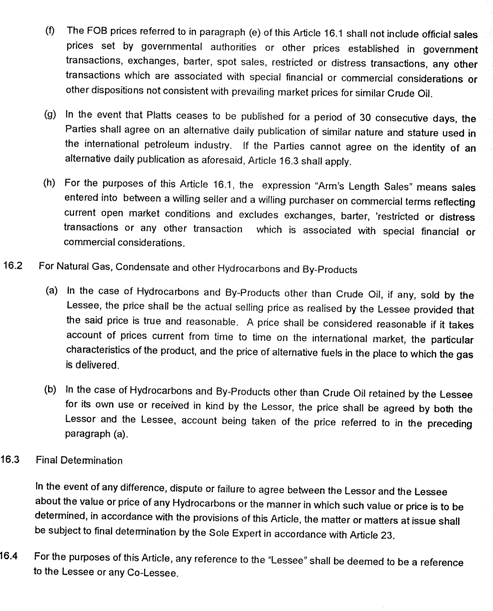 (f) The FOB prices referred to in paragraph (e) of this Article 16.1 shall not include official sales
prices set by governmental authorities or other prices established in government
transactions, exchanges, barter, spot sales, restricted or distress transactions, any other
transactions which are associated with special financial or commercial considerations or
other dispositions not consistent with prevailing market prices for similar Crude Oil.
(g) In the event that Platts ceases to be published for a period of 30 consecutive days, the
Parties shall agree on an alternative daily publication of similar nature and stature used in
the international petroleum industry. If the Parties cannot agree on the identity of an
alternative daily publication as aforesaid, Article 16.3 shall apply.
(h) For the purposes of this Article 16.1, the expression "Arm's Length Sales" means sales
entered into between a willing seller and a willing purchaser on commercial terms reflecting
current open market conditions and excludes exchanges, barter, 'restricted or distress
transactions or any other transaction which is associated with special financial or
commercial considerations.
16.2 For Natural Gas, Condensate and other Hydrocarbons and By-Products
(a) In the case of Hydrocarbons and By-Products other than Crude Oil, if any, sold by the
Lessee, the price shall be the actual selling price as realised by the Lessee provided that
the said price is true and reasonable. A price shall be considered reasonable if it takes
account of prices current from time to time on the international market, the particular
characteristics of the product, and the price of alternative fuels in the place to which the gas
is delivered.
(b) In the case of Hydrocarbons and By-Products other than Crude Oil retained by the Lessee
for its own use or received in kind by the Lessor, the price shall be agreed by both the
Lessor and the Lessee, account being taken of the price referred to in the preceding
paragraph (a).
16.3 Final Determination
In the event of any difference, dispute or failure to agree between the Lessor and the Lessee
about the value or price of any Hydrocarbons or the manner in which such value or price is to be
determined, in accordance with the provisions of this Article, the matter or matters at issue shall
be subject to final determination by the Sole Expert in accordance with Article 23.
16.4 For the purposes of this Article, any reference to the "Lessee" shall be deemed to be a reference
to the Lessee or any Co-Lessee.